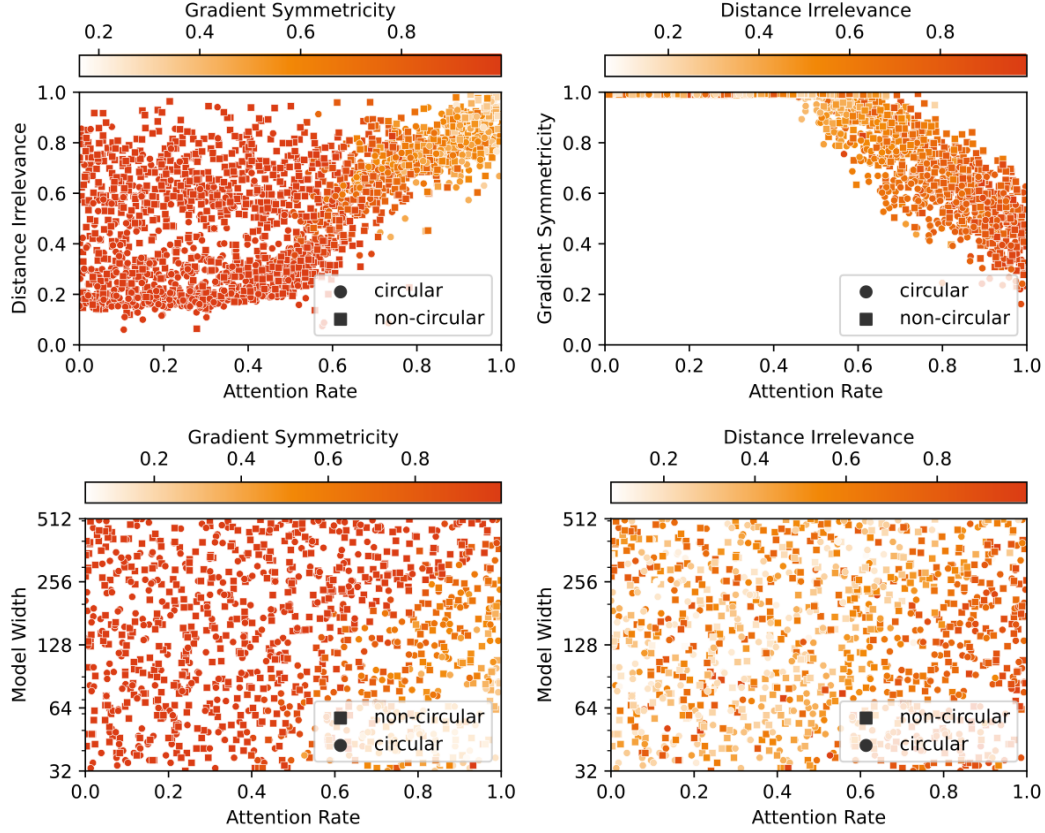 Gradient Symmetricity
0.2 0.4 0.6 0.8
Distance Irrelevance
1.0
0.8
0.6
0.4
0.2
0.0
circular
non-circular
0.0 0.2 0.4 0.6 0.8 1.0
Attention Rate
Distance Irrelevance
0.2 0.4 0.6 0.8
Gradient Symmetricity
1.0
0.8
0.6
0.4
0.2
0.0
circular
non-circular
0.0 0.2 0.4 0.6 0.8 1.0
Attention Rate
Gradient Symmetricity
0.2 0.4 0.6 0.8
Model Width
512
256
128
64
32
non-circular
circular
0.0 0.2 0.4 0.6 0.8 1.0
Attention Rate
Distance Irrelevance
0.2 0.4 0.6 0.8
Model Width
512
256
128
64
32
non-circular
circular
0.0 0.2 0.4 0.6 0.8 1.0
Attention Rate